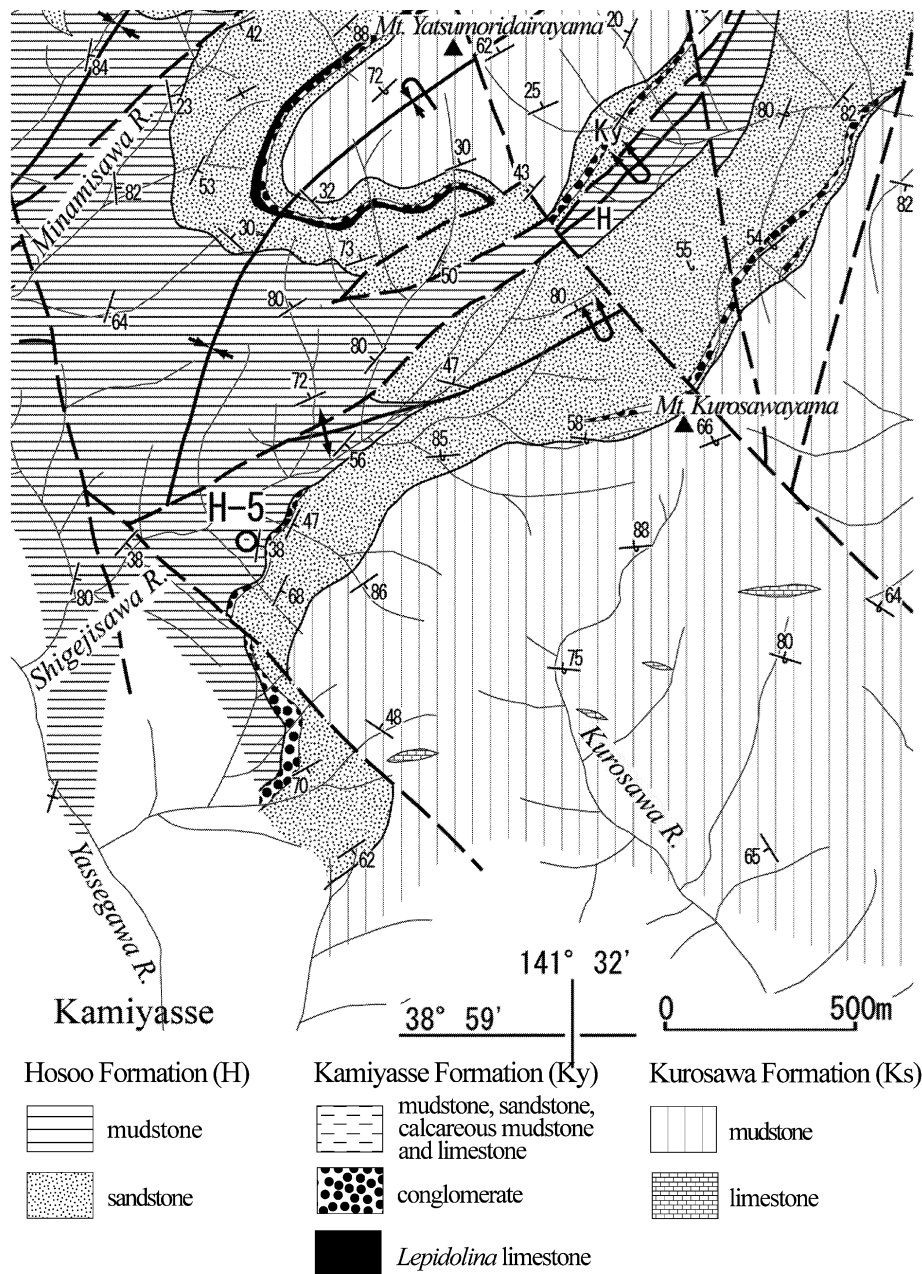 42
88
Mt. Yatsumoridairayama
62
20
84
72
25
80
82
23
Ky
Minamisawa R.
82
53
32
30
43
82
H
30
73
50
55
54
64
80
80
80
47
72
Mt. Kurosawayama
56
85
58
66
H-5
47
38
38
88
80
68
86
64
Shigejisawa R.
75
80
48
Kurosawa R.
70
62
65
Yassegawa R.
141° 32'
Kamiyasse
38° 59'
0 500m
Hosoo Formation (H)
mudstone
sandstone
Kamiyasse Formation (Ky)
mudstone, sandstone,
calcareous mudstone
and limestone
conglomerate
Lepidolina limestone
Kurosawa Formation (Ks)
mudstone
limestone